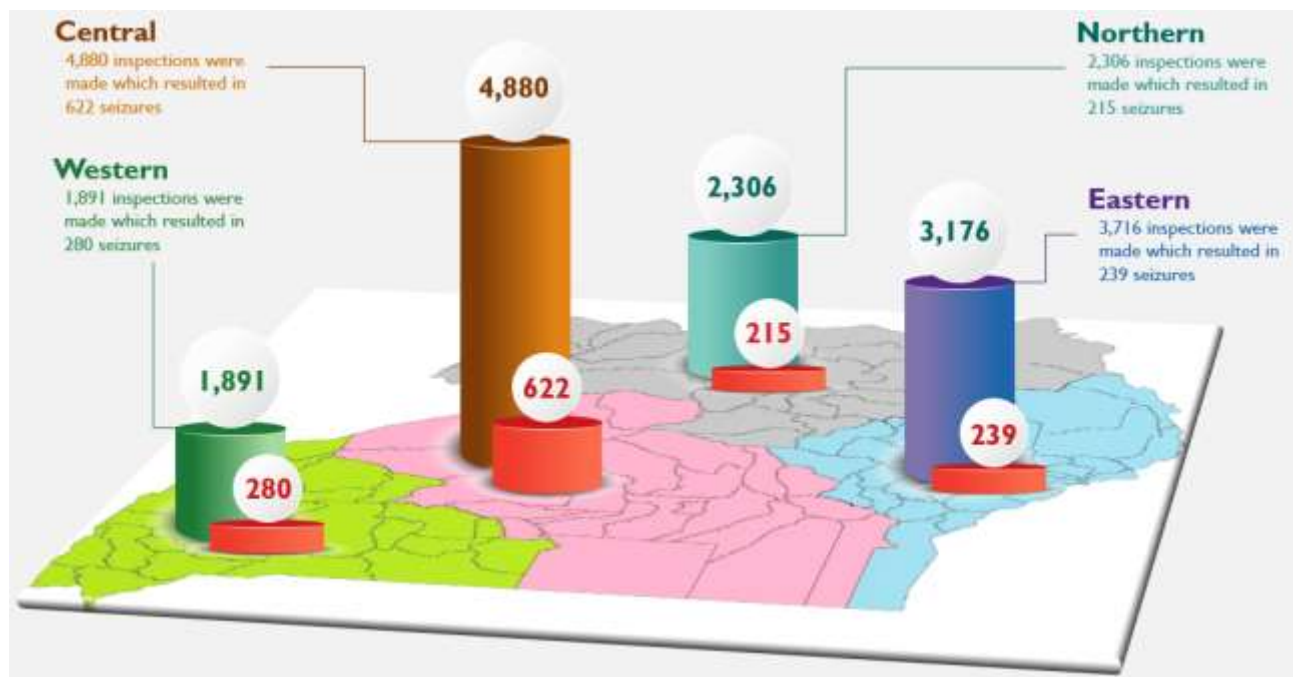 Central
4,880 inspections were
made which resulted in
622 seizures
Northern
2,306 inspections were
made which resulted in
215 seizures
Western
1,891 inspections were
made which resulted in
280 seizures
Eastern
3,716 inspections were
made which resulted in
239 seizures
4,880
2,306
3,176
1,891
215
622
239
280